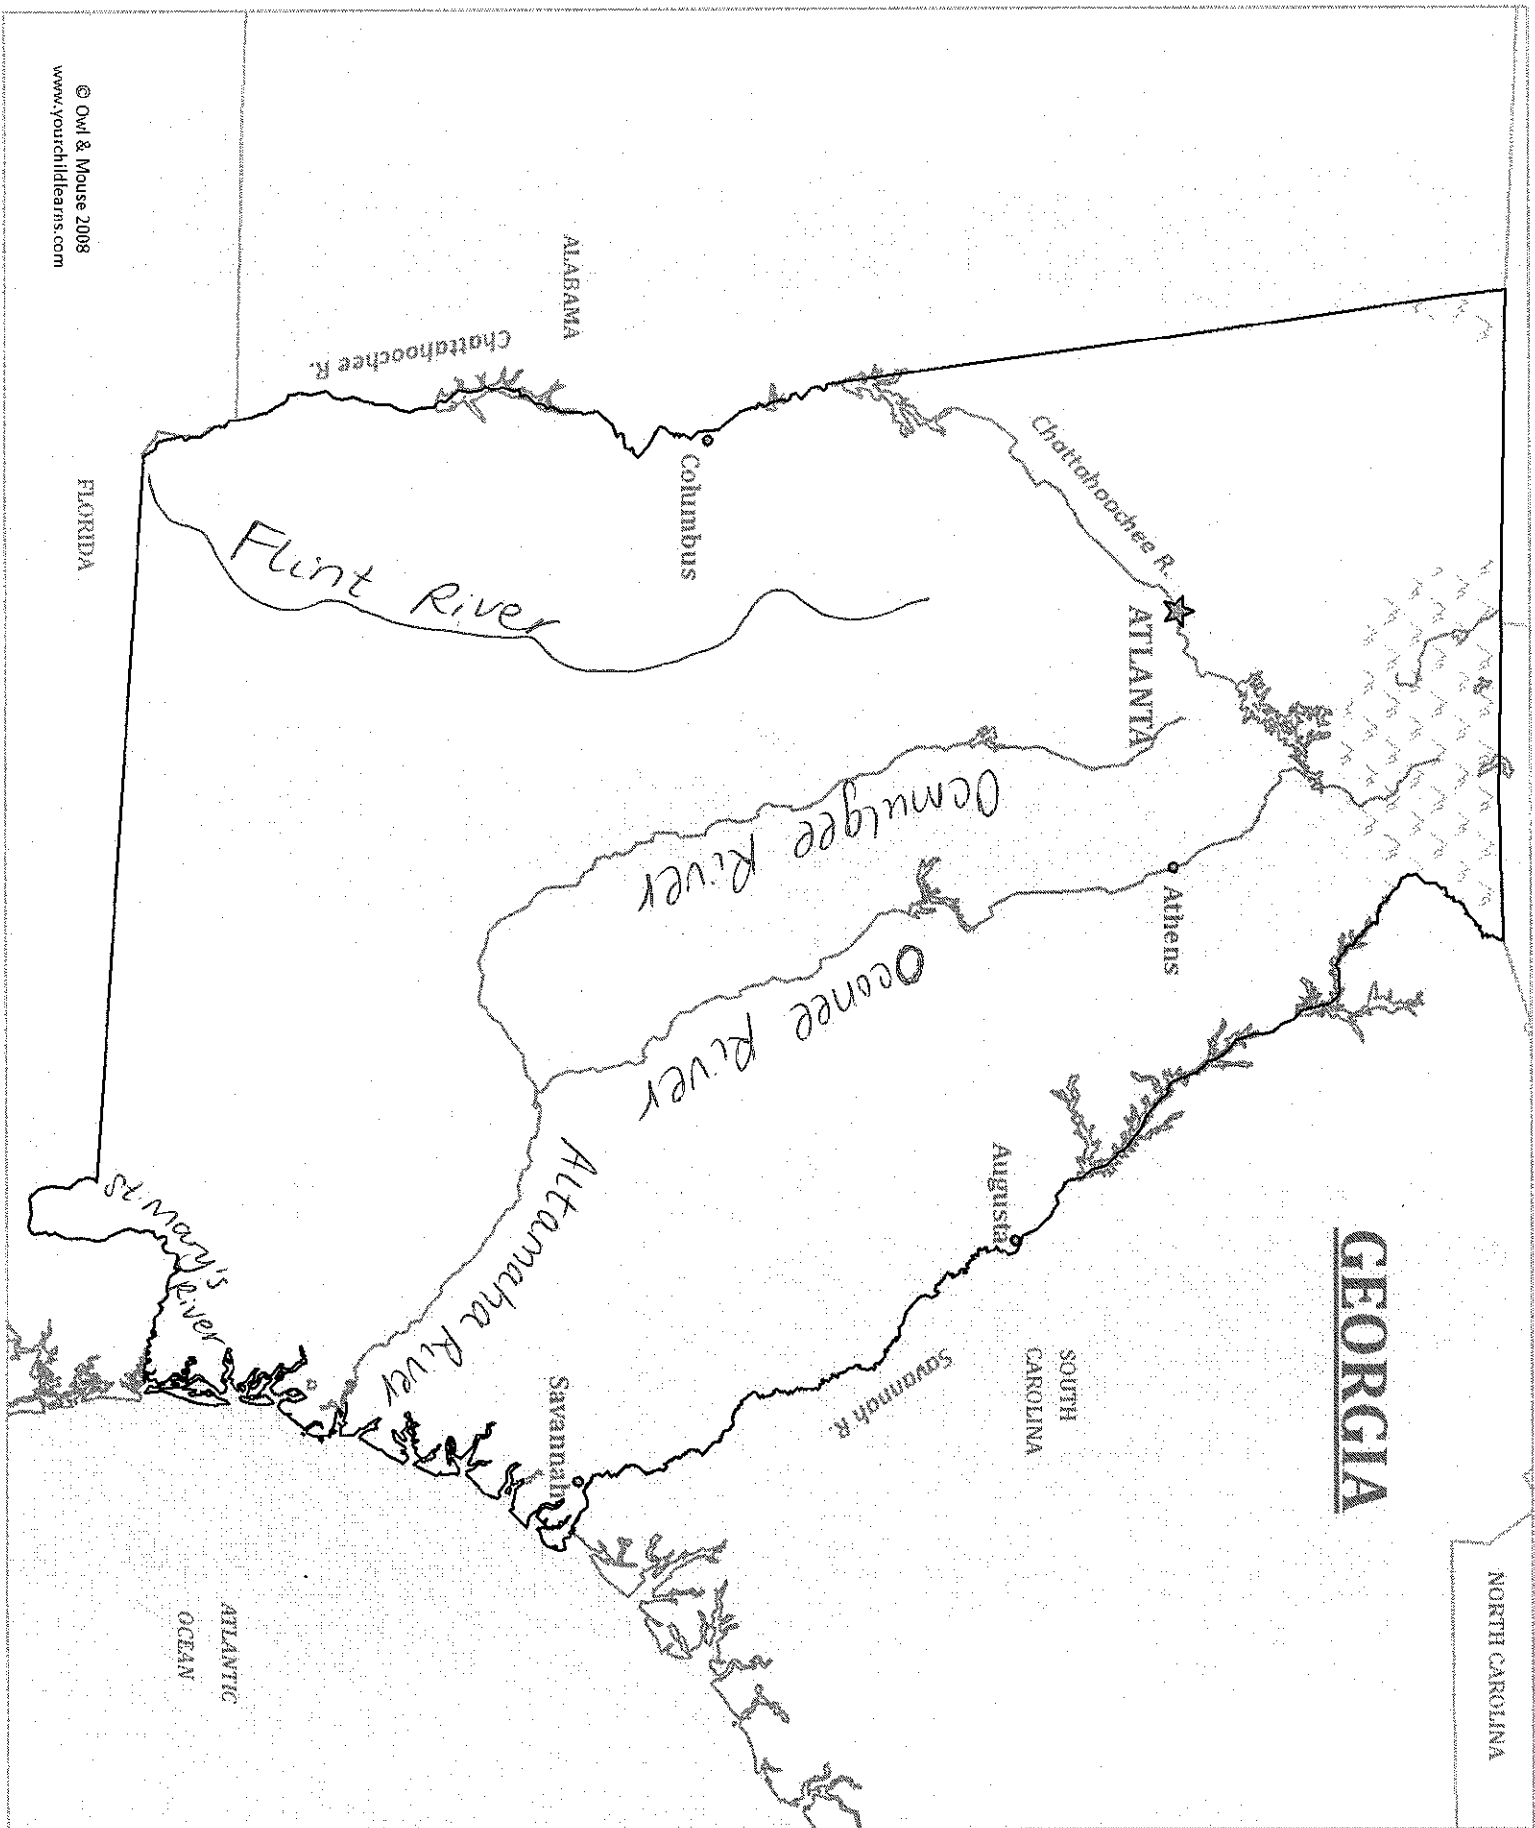 GEORGIA
NORTH CAROLINA
SOUTH
CAROLINA
Chattahoochee R.
ATLANTA
Athens
Augusta
Savannah R.
Ocmulgee River
Oconee River
ALABAMA
Columbus
Chattahoochee R.
Altamaha River
Savannah
Flint River
St. Mary's
River
ATLANTIC
OCEAN
FLORIDA
© Owl & Mouse 2008
www.yourchildlearns.com